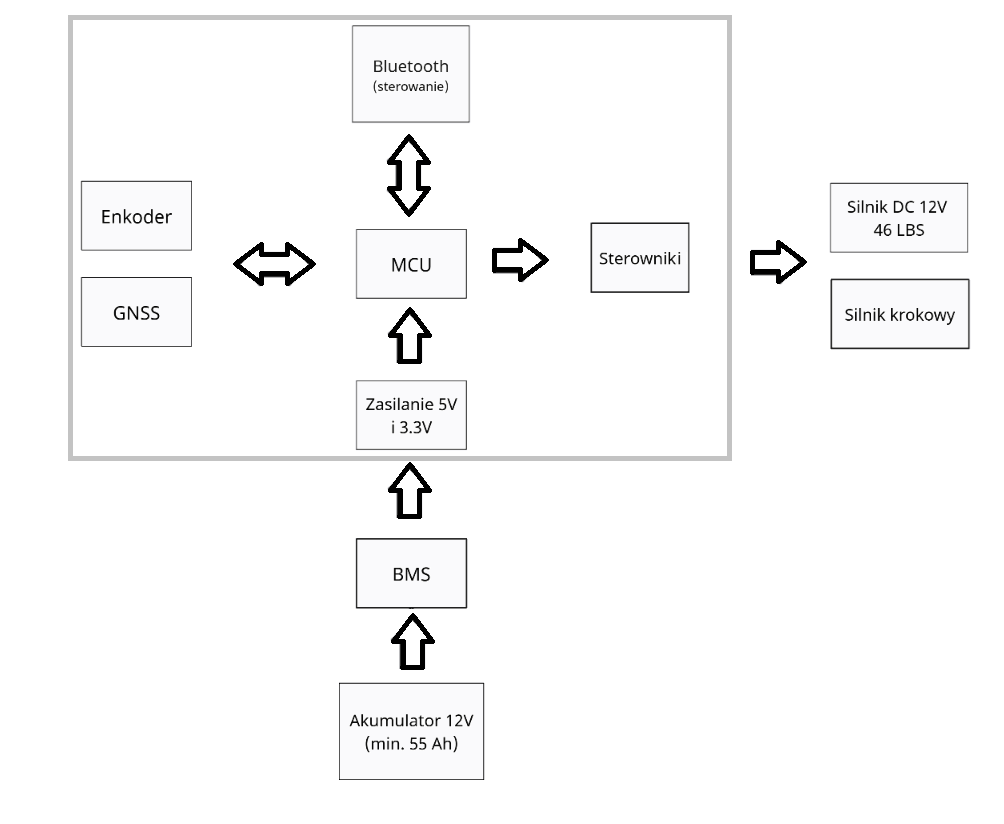 Bluetooth
(sterowanie)
Enkoder
GNSS
MCU
Sterowniki
Silnik DC 12V
46 LBS
Silnik krokowy
Zasilanie 5V
i 3.3V
BMS
Akumulator 12V
(min. 55 Ah)